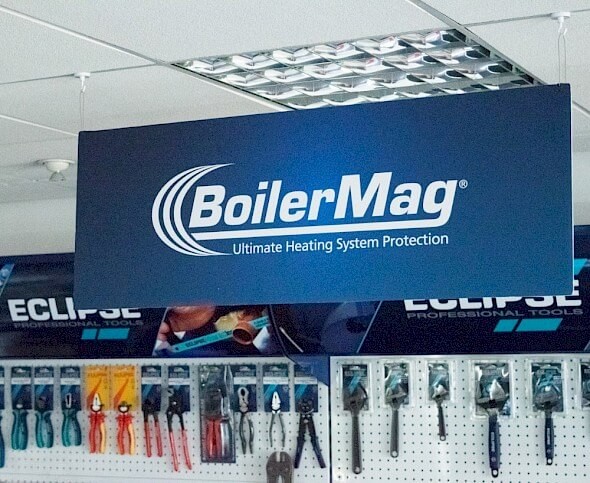 BoilerMag®
Ultimate Heating System Protection
ECLIPSE
PROFESSIONAL TOOLS
ECLIPSE
PROFESSIONAL TOOLS